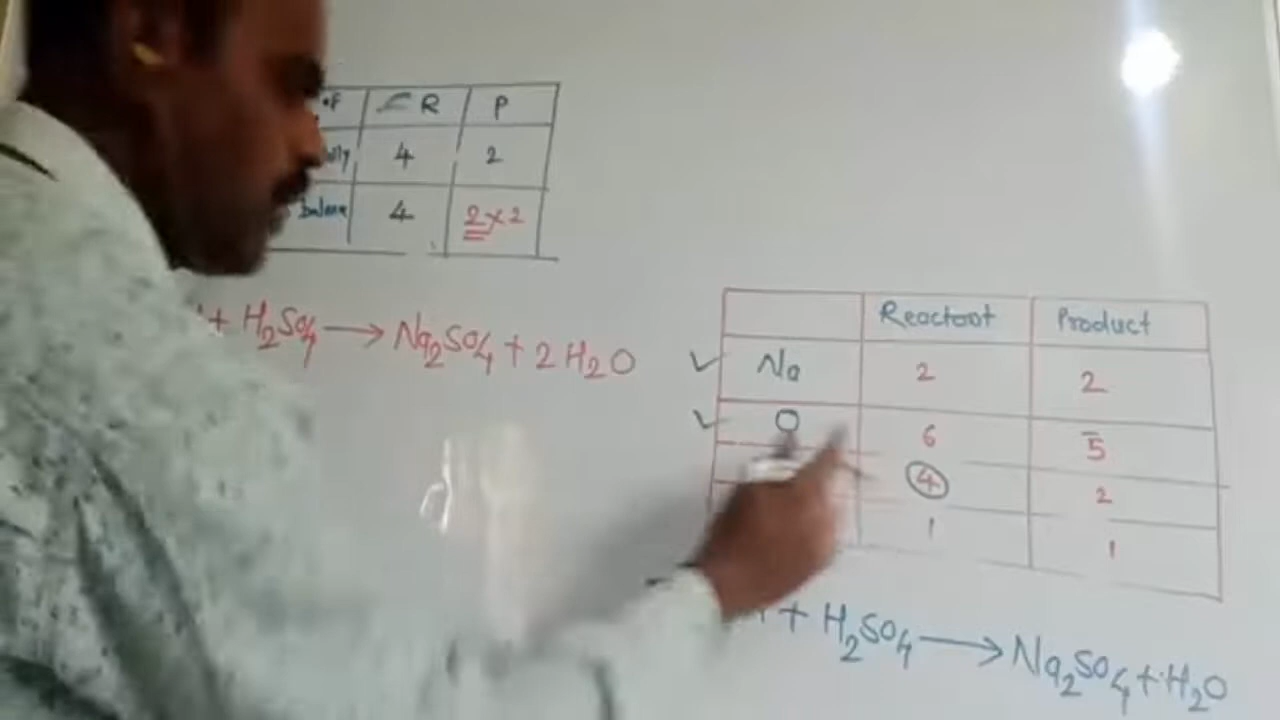 R P
4 2
4 2×2
+ H₂SO₄ → Na₂SO₄ + 2 H₂O
Reactant Product
✓ Na 2 2
✓ O 6 5
4 2
1 1
+ H₂SO₄ → Na₂SO₄ + H₂O